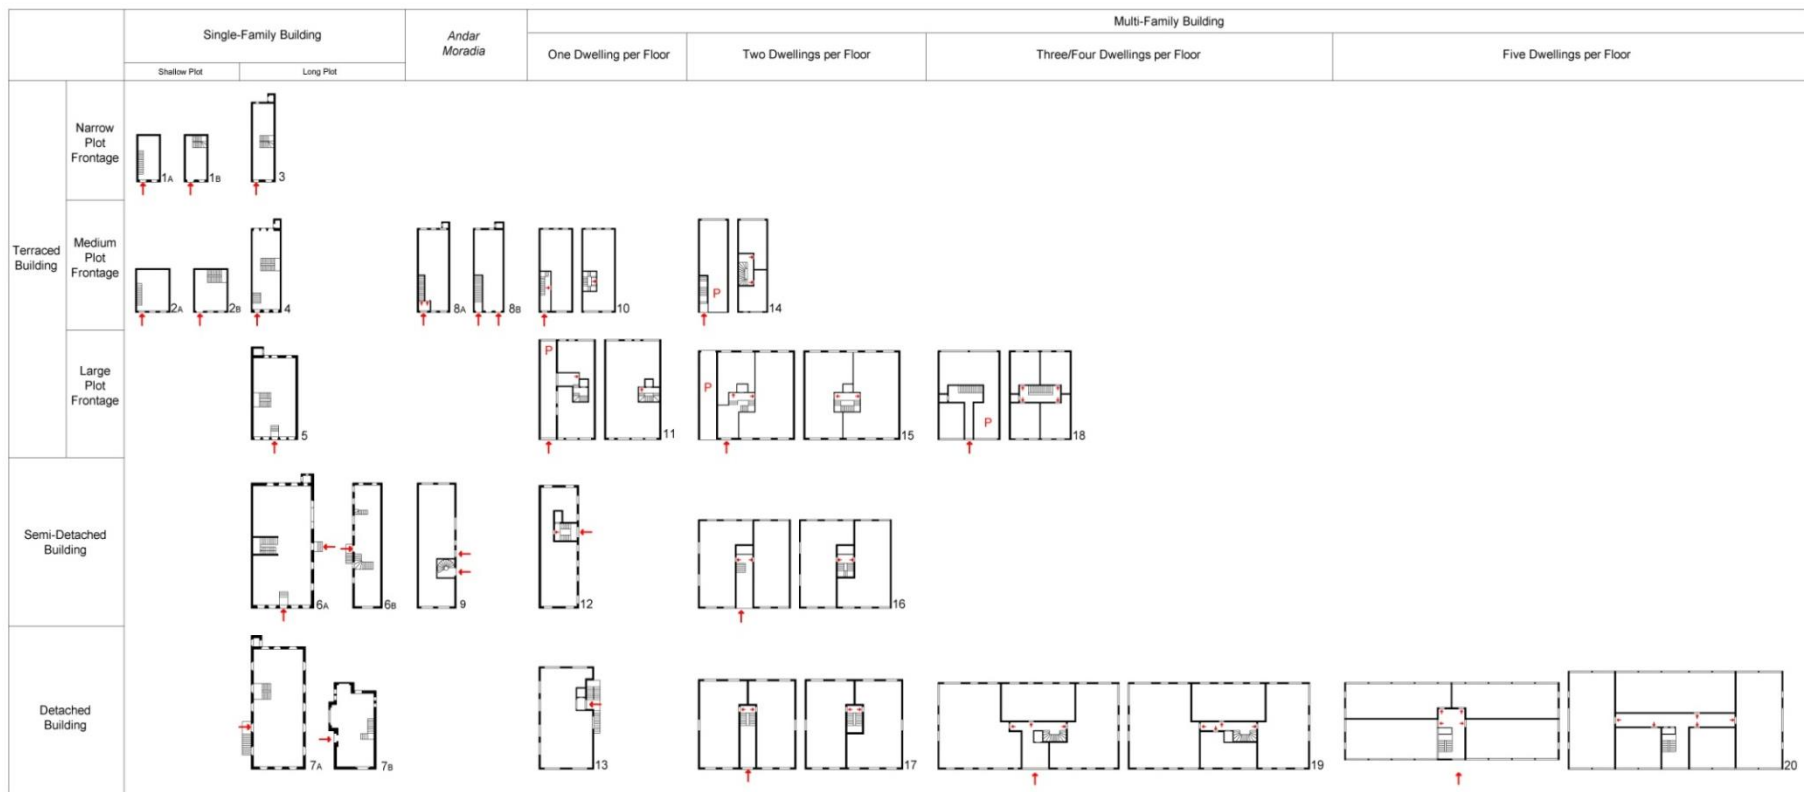 Multi-Family Building
Single-Family Building
Andar
Moradia
One Dwelling per Floor
Two Dwellings per Floor
Three/Four Dwellings per Floor
Five Dwellings per Floor
Shallow Plot
Long Plot
Narrow
Plot
Frontage
1A
1B
3
Terraced
Building
Medium
Plot
Frontage
2A
2B
4
8A
8B
10
P
14
Large
Plot
Frontage
5
P
11
P
15
P
18
Semi-Detached
Building
6A
6B
9
12
16
Detached
Building
7A
7B
13
17
19
20